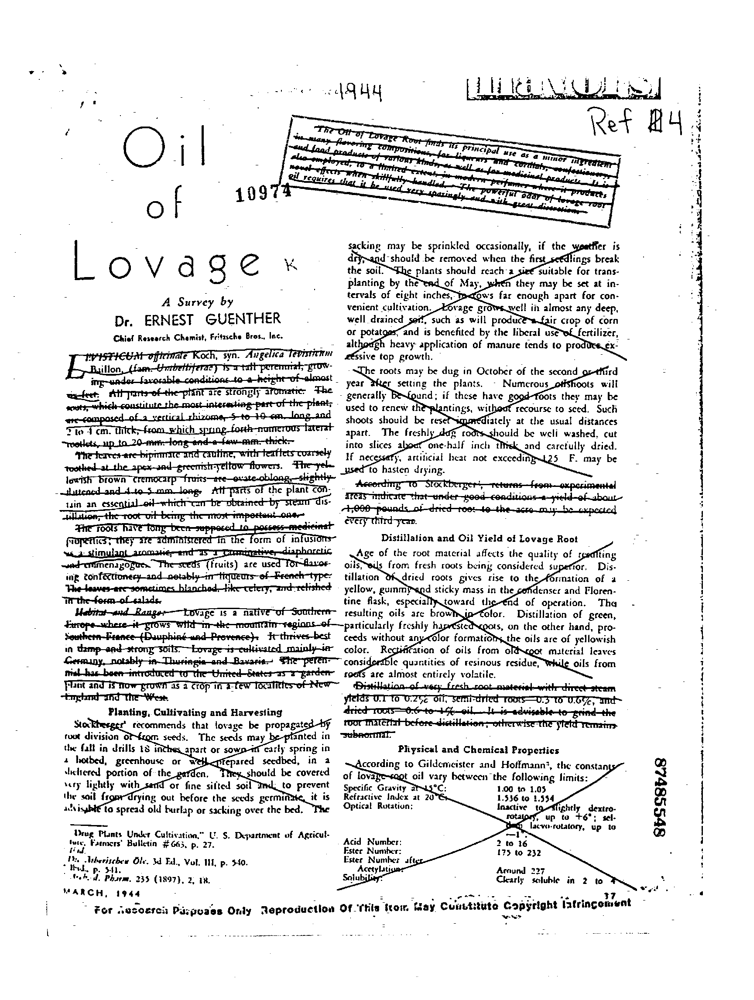 1944
Ref #4
Oil
of
Lovage
K
10974
The Oil of Lovage Root finds its principal use as a minor ingredient
in many flavoring compositions, for liqueurs and cordials, confectionery
and food products of various kinds, as well as for medicinal products. It is
also employed, to a limited extent, in modern perfumes where it produces
novel effects when skillfully handled. The powerful odor of lovage root
oil requires that it be used very sparingly and with great discretion.
A Survey by
Dr. ERNEST GUENTHER
Chief Research Chemist, Fritzsche Bros., Inc.
LEVISTICUM officinale Koch, syn. Angelica levisticum
Baillon, (fam. Umbelliferae) is a tall perennial, grow-
ing under favorable conditions to a height of almost
six feet. All parts of the plant are strongly aromatic. The
roots, which constitute the most interesting part of the plant,
are composed of a vertical rhizome, 5 to 10 cm. long and
2 to 4 cm. thick, from which spring forth numerous lateral
rootlets, up to 20 mm. long and a few mm. thick.
The leaves are bipinnate and cauline, with leaflets coarsely
toothed at the apex and greenish-yellow flowers. The yel-
lowish brown cremocarp fruits are ovate-oblong, slightly
flattened and 4 to 5 mm. long. All parts of the plant con-
tain an essential oil which can be obtained by steam dis-
tillation, the root oil being the most important one.
The roots have long been supposed to possess medicinal
properties; they are administered in the form of infusions
as a stimulant aromatic, and as a carminative, diaphoretic
and emmenagogue. The seeds (fruits) are used for flavor-
ing confectionery and notably in liqueurs of French type.
The leaves are sometimes blanched, like celery, and relished
in the form of salads.
Habitat and Range— Lovage is a native of Southern
Europe where it grows wild in the mountain regions of
Southern France (Dauphiné and Provence). It thrives best
in damp and strong soils. Lovage is cultivated mainly in
Germany, notably in Thuringia and Bavaria. The peren-
nial has been introduced to the United States as a garden
plant and is now grown as a crop in a few localities of New
England and the West.
Planting, Cultivating and Harvesting
Stockberger¹ recommends that lovage be propagated by
root division or from seeds. The seeds may be planted in
the fall in drills 18 inches apart or sown in early spring in
a hotbed, greenhouse or well prepared seedbed, in a
sheltered portion of the garden. They should be covered
very lightly with sand or fine sifted soil and, to prevent
the soil from drying out before the seeds germinate, it is
advisable to spread old burlap or sacking over the bed. The
Drug Plants Under Cultivation," U. S. Department of Agricul-
ture, Farmers' Bulletin #663, p. 27.
Ibid.
Die Ätherischen Öle. 3d Ed., Vol. III, p. 540.
Ibid., p. 541.
Arch. d. Pharm. 235 (1897), 2, 18.
MARCH, 1944
sacking may be sprinkled occasionally, if the weather is
dry, and should be removed when the first seedlings break
the soil. The plants should reach a size suitable for trans-
planting by the end of May, when they may be set at in-
tervals of eight inches, in rows far enough apart for con-
venient cultivation. Lovage grows well in almost any deep,
well drained soil, such as will produce a fair crop of corn
or potatoes, and is benefited by the liberal use of fertilizer,
although heavy application of manure tends to produce ex-
cessive top growth.
The roots may be dug in October of the second or third
year after setting the plants. Numerous offshoots will
generally be found; if these have good roots they may be
used to renew the plantings, without recourse to seed. Such
shoots should be reset immediately at the usual distances
apart. The freshly dug roots should be well washed, cut
into slices about one-half inch thick and carefully dried.
If necessary, artificial heat not exceeding 125 F. may be
used to hasten drying.
According to Stockberger², returns from experimental
areas indicate that under good conditions a yield of about
1,000 pounds of dried root to the acre may be expected
every third year.
Distillation and Oil Yield of Lovage Root
Age of the root material affects the quality of resulting
oils, oils from fresh roots being considered superior. Dis-
tillation of dried roots gives rise to the formation of a
yellow, gummy and sticky mass in the condenser and Floren-
tine flask, especially toward the end of operation. The
resulting oils are brown in color. Distillation of green,
particularly freshly harvested roots, on the other hand, pro-
ceeds without any color formation; the oils are of yellowish
color. Rectification of oils from old root material leaves
considerable quantities of resinous residue, while oils from
roots are almost entirely volatile.
Distillation of very fresh root material with direct steam
yields 0.1 to 0.2% oil, semi-dried roots 0.3 to 0.6%, and
dried roots 0.6 to 1% oil. It is advisable to grind the
root material before distillation; otherwise the yield remains
subnormal.
Physical and Chemical Properties
According to Gildemeister and Hoffmann³, the constants
of lovage root oil vary between the following limits:
Specific Gravity at 15°C: 1.00 to 1.05
Refractive Index at 20°C: 1.536 to 1.554
Optical Rotation: Inactive to slightly dextro-
rotatory, up to +6°; sel-
dom laevo-rotatory, up to
—1°.
Acid Number: 2 to 16
Ester Number: 175 to 232
Ester Number after
Acetylation: Around 227
Solubility: Clearly soluble in 2 to 4
17
87485548
For Research Purposes Only Reproduction Of This Item May Constitute Copyright Infringement